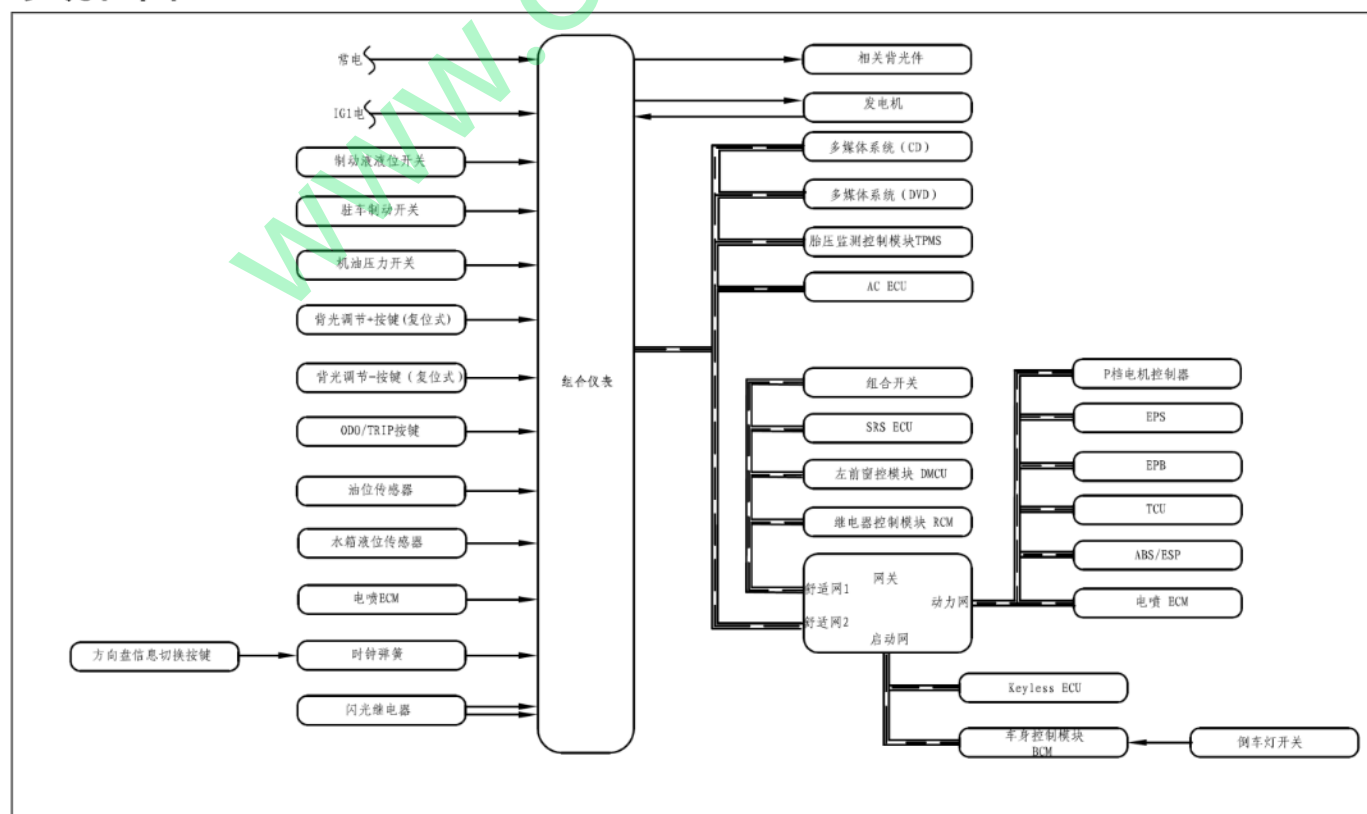 常电
IG1电
制动液液位开关
驻车制动开关
机油压力开关
背光调节+按键(复位式)
背光调节-按键(复位式)
ODO/TRIP按键
油位传感器
水箱液位传感器
电喷ECM
方向盘信息切换按键
时钟弹簧
闪光继电器
组合仪表
相关背光件
发电机
多媒体系统(CD)
多媒体系统(DVD)
胎压监测控制模块TPMS
AC ECU
组合开关
SRS ECU
左前窗控模块 DMCU
继电器控制模块 RCM
网关
舒适网1
动力网
舒适网2
启动网
P档电机控制器
EPS
EPB
TCU
ABS/ESP
电喷 ECM
Keyless ECU
车身控制模块
BCM
倒车灯开关